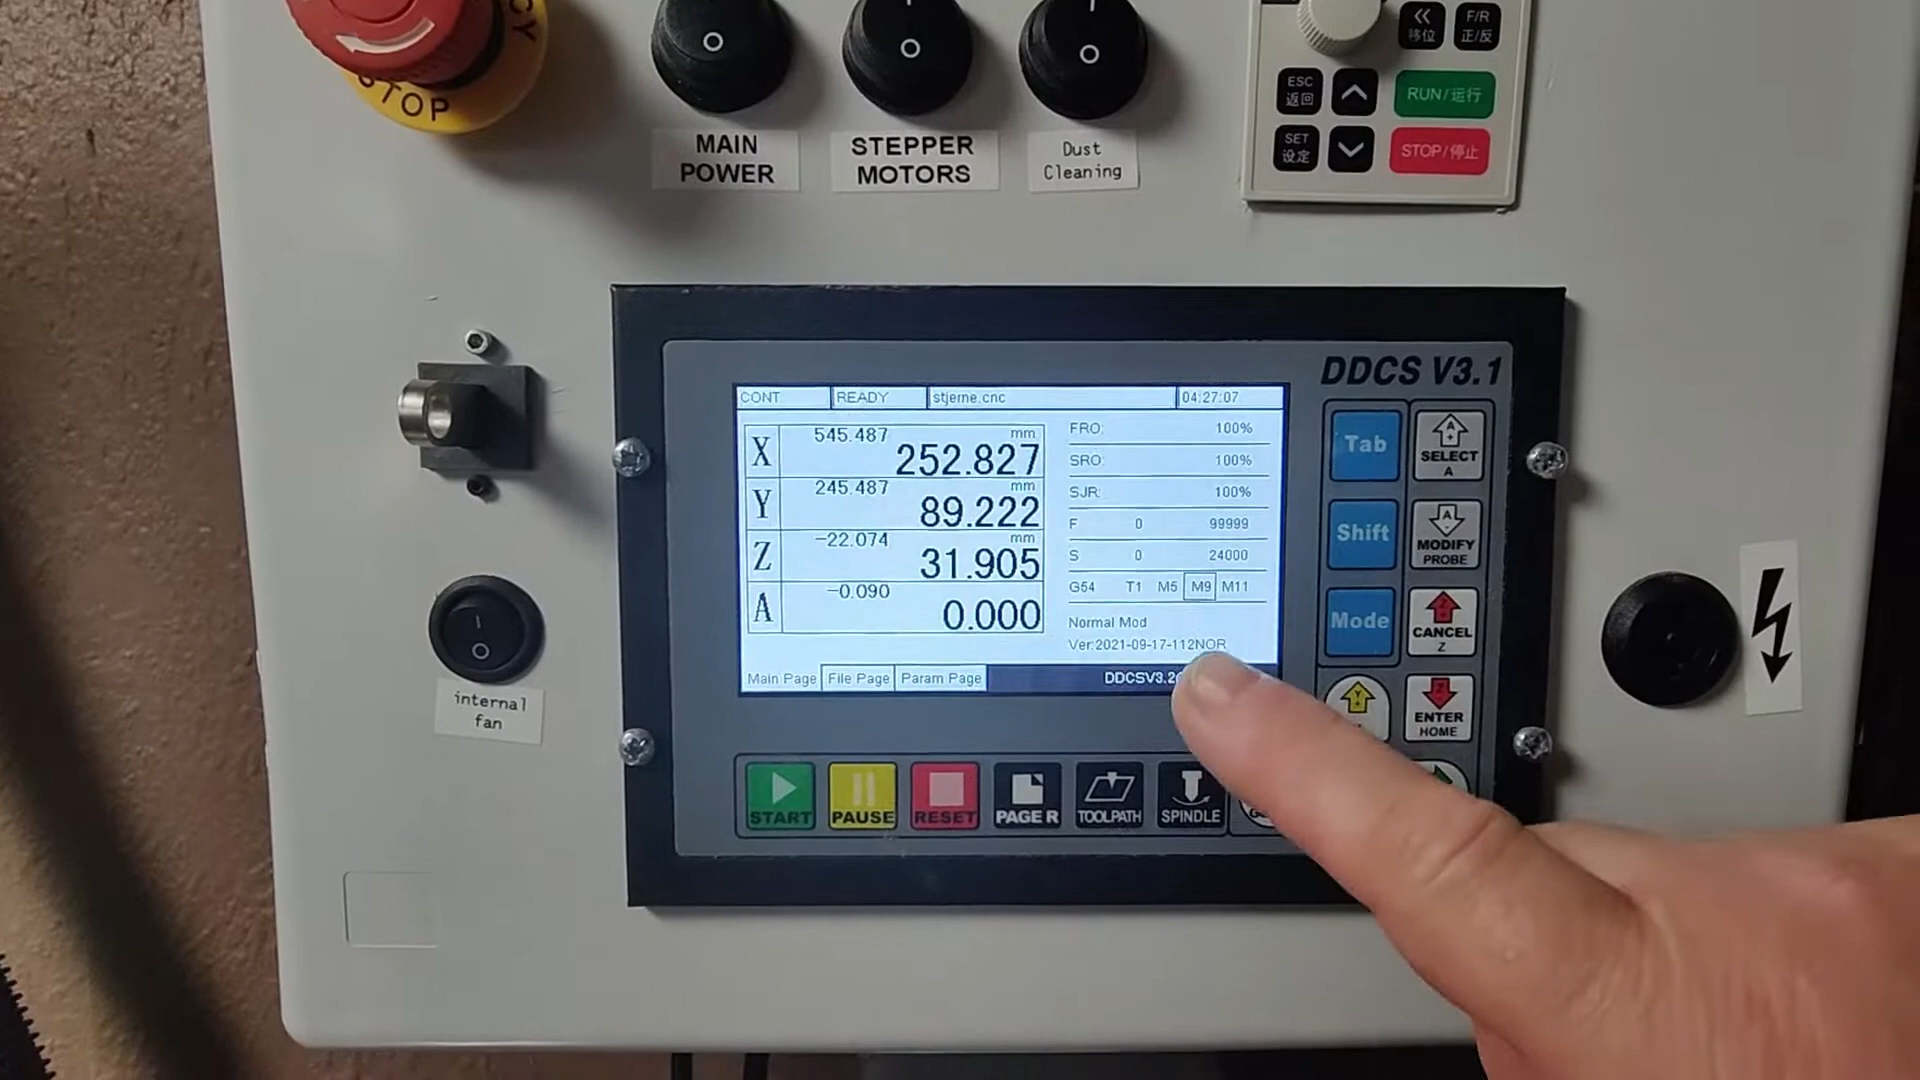 STOP
MAIN
POWER
STEPPER
MOTORS
Dust
Cleaning
移位
F/R
正/反
ESC
返回
RUN/运行
SET
设定
STOP/停止
DDCS V3.1
CONT READY stjerne.cnc 04:27:07
X 545.487 mm
252.827
Y 245.487 mm
89.222
Z -22.074 mm
31.905
A -0.090
0.000
FRO: 100%
SRO: 100%
SJR: 100%
F 0 99999
S 0 24000
G54 T1 M5 M9 M11
Normal Mod
Ver:2021-09-17-112NOR
Main Page File Page Param Page
Tab
SELECT
A
Shift
MODIFY
PROBE
Mode
CANCEL
Z
ENTER
HOME
START
PAUSE
RESET
PAGE R
TOOLPATH
SPINDLE
internal
fan